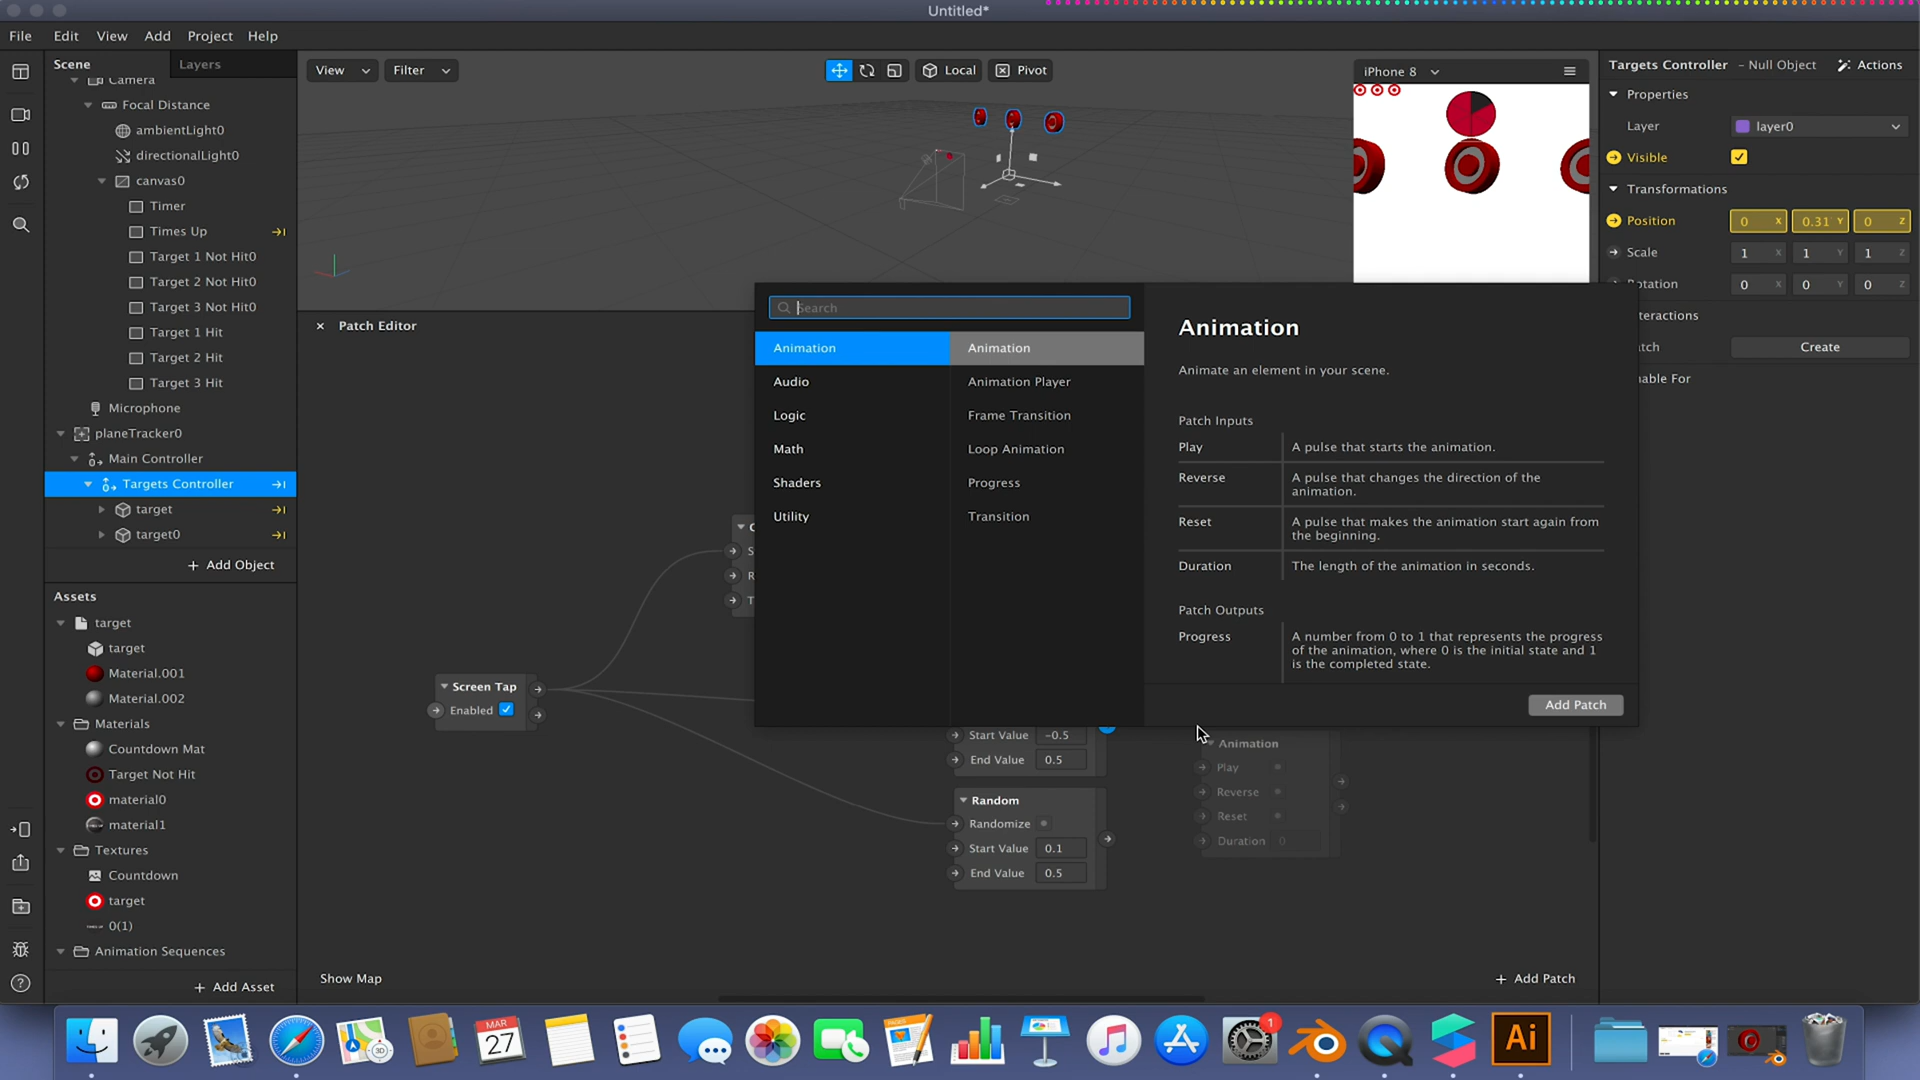 Untitled*
File Edit View Add Project Help
Scene Layers
Camera
Focal Distance
ambientLight0
directionalLight0
canvas0
Timer
Times Up
Target 1 Not Hit0
Target 2 Not Hit0
Target 3 Not Hit0
Target 1 Hit
Target 2 Hit
Target 3 Hit
Microphone
planeTracker0
Main Controller
Targets Controller
target
target0
+ Add Object
Assets
target
target
Material.001
Material.002
Materials
Countdown Mat
Target Not Hit
material0
material1
Textures
Countdown
target
0(1)
Animation Sequences
+ Add Asset
View Filter
Local Pivot
iPhone 8
Targets Controller - Null Object Actions
Properties
Layer layer0
Visible
Transformations
Position 0 X 0.31 Y 0 Z
Scale 1 X 1 Y 1 Z
Rotation 0 X 0 Y 0 Z
teractions
tch Create
nable For
Patch Editor
Search
Animation
Audio
Logic
Math
Shaders
Utility
Animation
Animation Player
Frame Transition
Loop Animation
Progress
Transition
Animation
Animate an element in your scene.
Patch Inputs
Play A pulse that starts the animation.
Reverse A pulse that changes the direction of the
animation.
Reset A pulse that makes the animation start again from
the beginning.
Duration The length of the animation in seconds.
Patch Outputs
Progress A number from 0 to 1 that represents the progress
of the animation, where 0 is the initial state and 1
is the completed state.
Add Patch
C
S
R
T
Screen Tap
Enabled
Start Value -0.5
End Value 0.5
Random
Randomize
Start Value 0.1
End Value 0.5
Animation
Play
Reverse
Reset
Duration 0
Show Map
+ Add Patch
MAR
27
3D
1
Ai